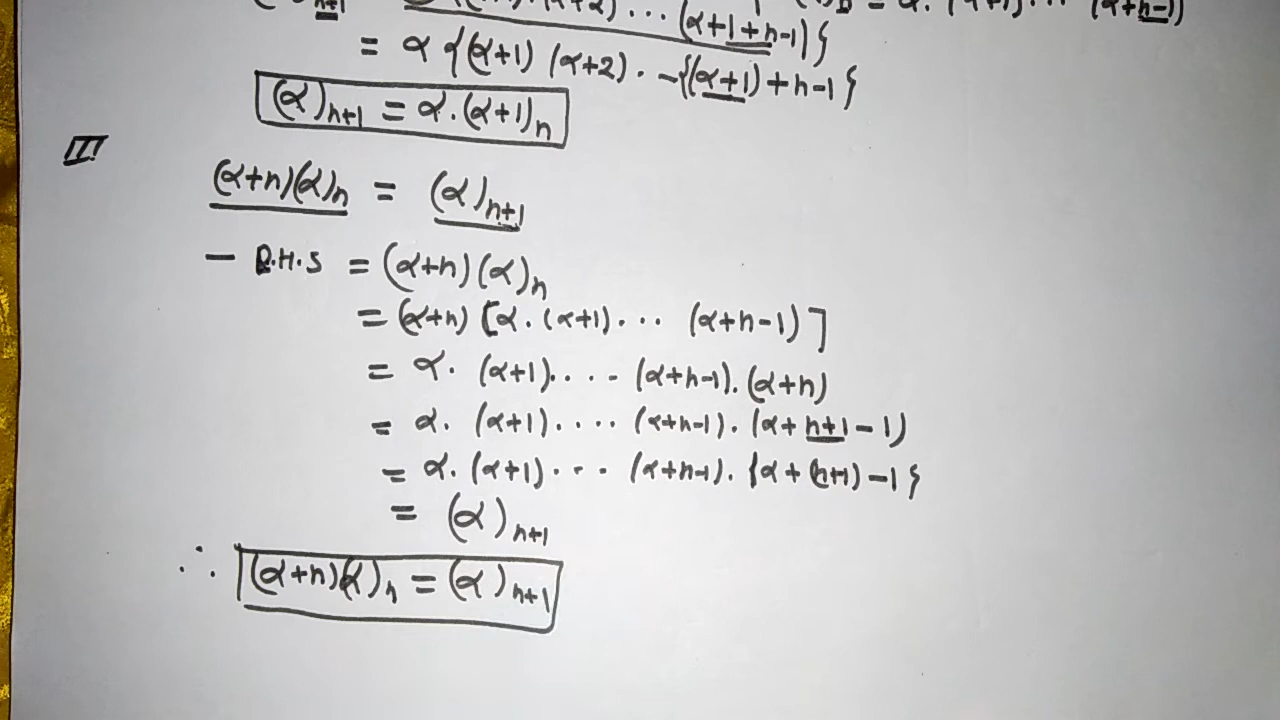 = α {(α+1) (α+2) . -{(α+1)+n-1}
(α)n+1 = α.(α+1)n
III
(α+n)(α)n = (α)n+1
- R.H.S = (α+n)(α)n
= (α+n) [α.(α+1)... (α+n-1)]
= α. (α+1)... - (α+n-1).(α+n)
= α. (α+1).... (α+n-1). (α+n+1-1)
= α.(α+1)... (α+n-1). {α+(n+1)-1}
= (α)n+1
∴ (α+n)(α)n = (α)n+1